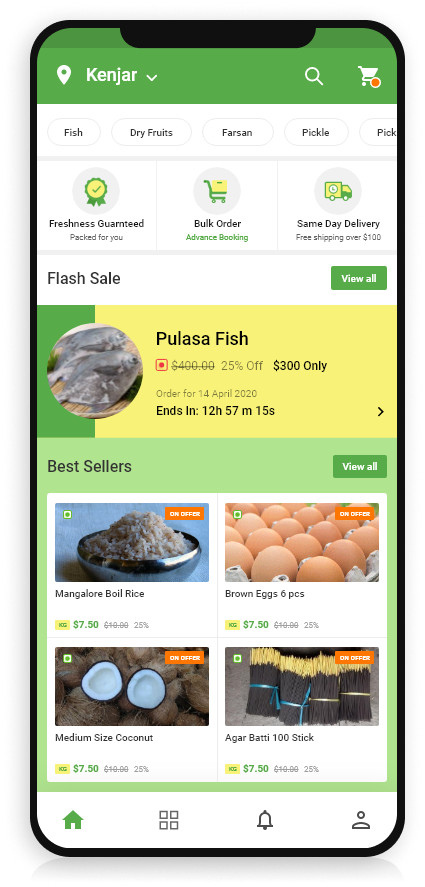 Kenjar
Fish
Dry Fruits
Farsan
Pickle
Pick
Freshness Guarnteed
Bulk Order
Same Day Delivery
Packed for you
Advance Booking
Free shipping over $100
Flash Sale
View all
Pulasa Fish
$400.00 25% Off $300 Only
Order for 14 April 2020
Ends In: 12h 57 m 15s
Best Sellers
View all
ON OFFER
ON OFFER
Mangalore Boil Rice
Brown Eggs 6 pcs
KG $7.50 $10.00 25%
KG $7.50 $10.00 25%
ON OFFER
ON OFFER
Medium Size Coconut
Agar Batti 100 Stick
KG $7.50 $10.00 25%
KG $7.50 $10.00 25%